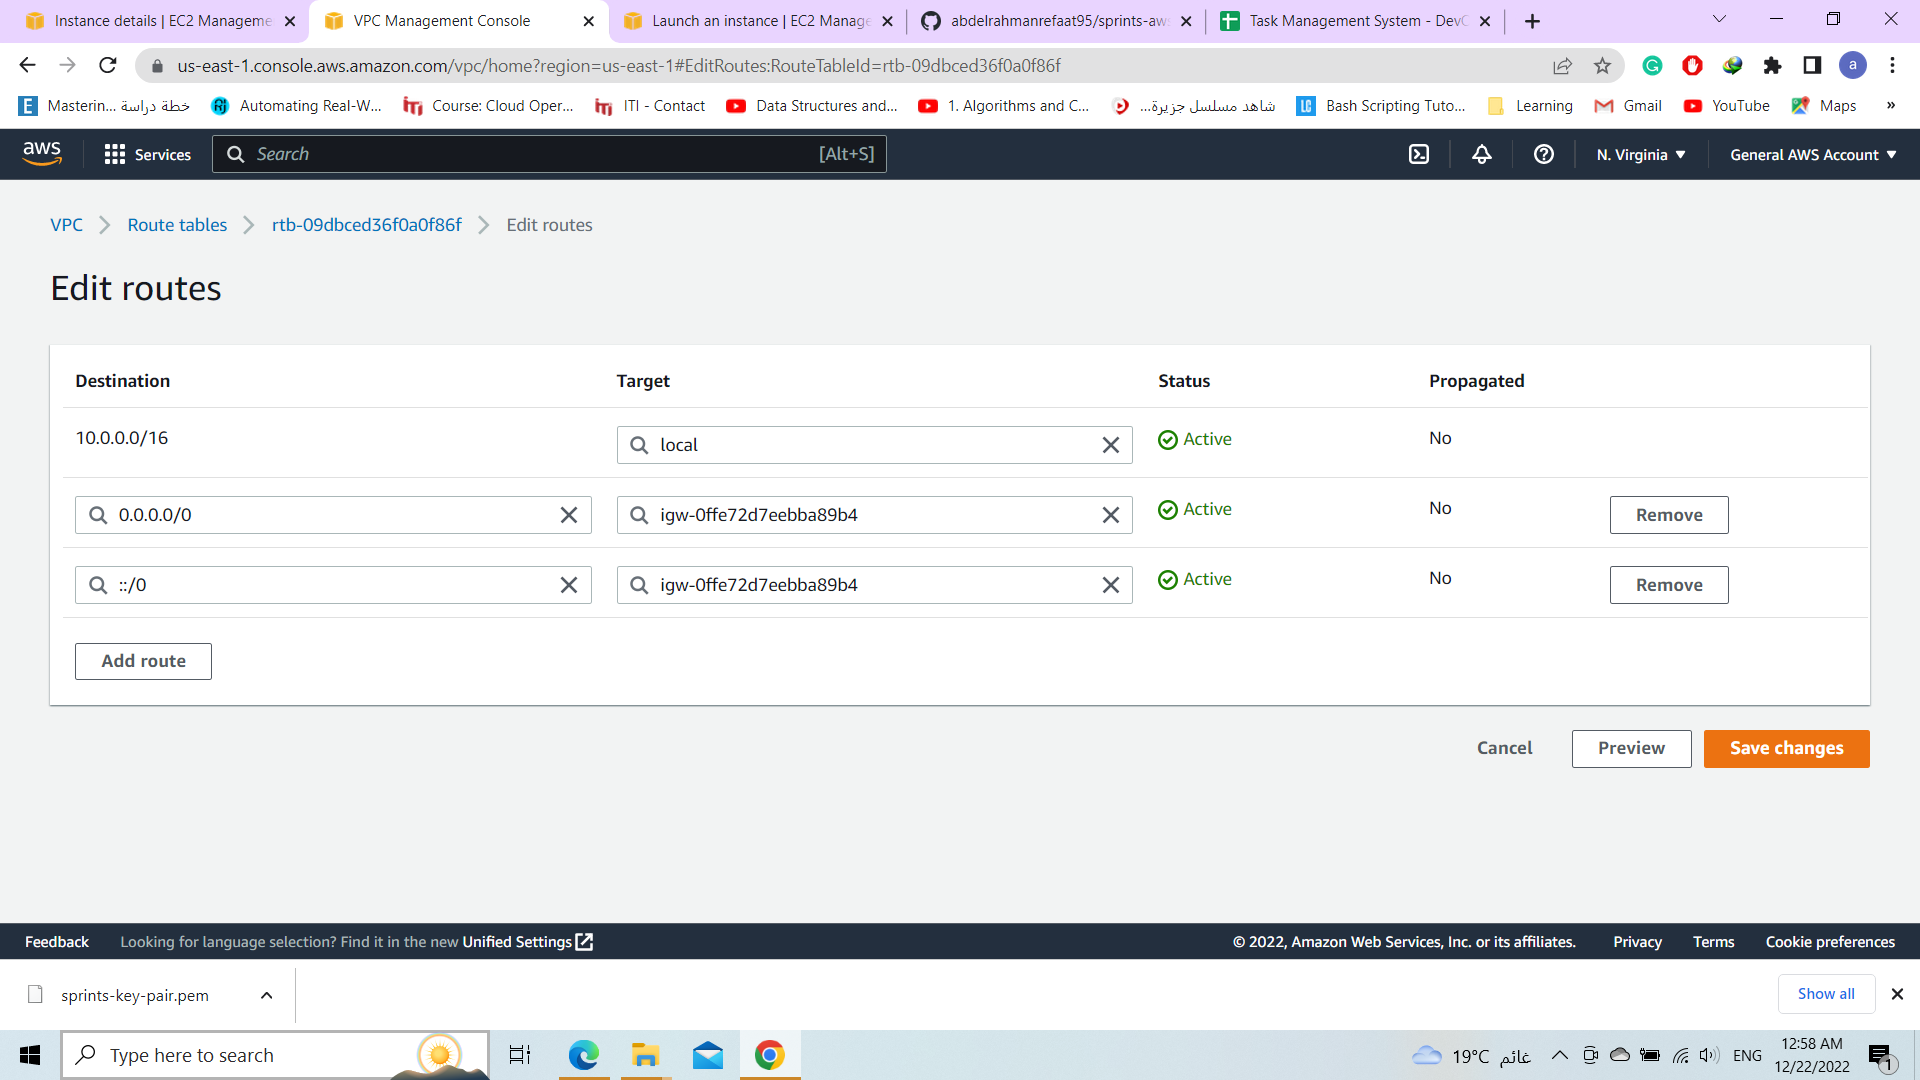 Instance details | EC2 Manageme
VPC Management Console
Launch an instance | EC2 Manage
abdelrahmanrefaat95/sprints-aws
Task Management System - DevO
us-east-1.console.aws.amazon.com/vpc/home?region=us-east-1#EditRoutes:RouteTableId=rtb-09dbced36f0a0f86f
a
Masterin... خطة دراسة
Automating Real-W...
Course: Cloud Oper...
ITI - Contact
Data Structures and...
1. Algorithms and C...
شاهد مسلسل جزيرة...
LC
Bash Scripting Tuto...
Learning
Gmail
YouTube
Maps
»
aws
Services
Search
[Alt+S]
N. Virginia
General AWS Account
VPC
Route tables
rtb-09dbced36f0a0f86f
Edit routes
Edit routes
Destination
Target
Status
Propagated
10.0.0.0/16
local
Active
No
0.0.0.0/0
igw-0ffe72d7eebba89b4
Active
No
Remove
::/0
igw-0ffe72d7eebba89b4
Active
No
Remove
Add route
Cancel
Preview
Save changes
Feedback
Looking for language selection? Find it in the new Unified Settings
© 2022, Amazon Web Services, Inc. or its affiliates.
Privacy
Terms
Cookie preferences
sprints-key-pair.pem
Show all
Type here to search
19°C غائم
ENG
12:58 AM
12/22/2022
1